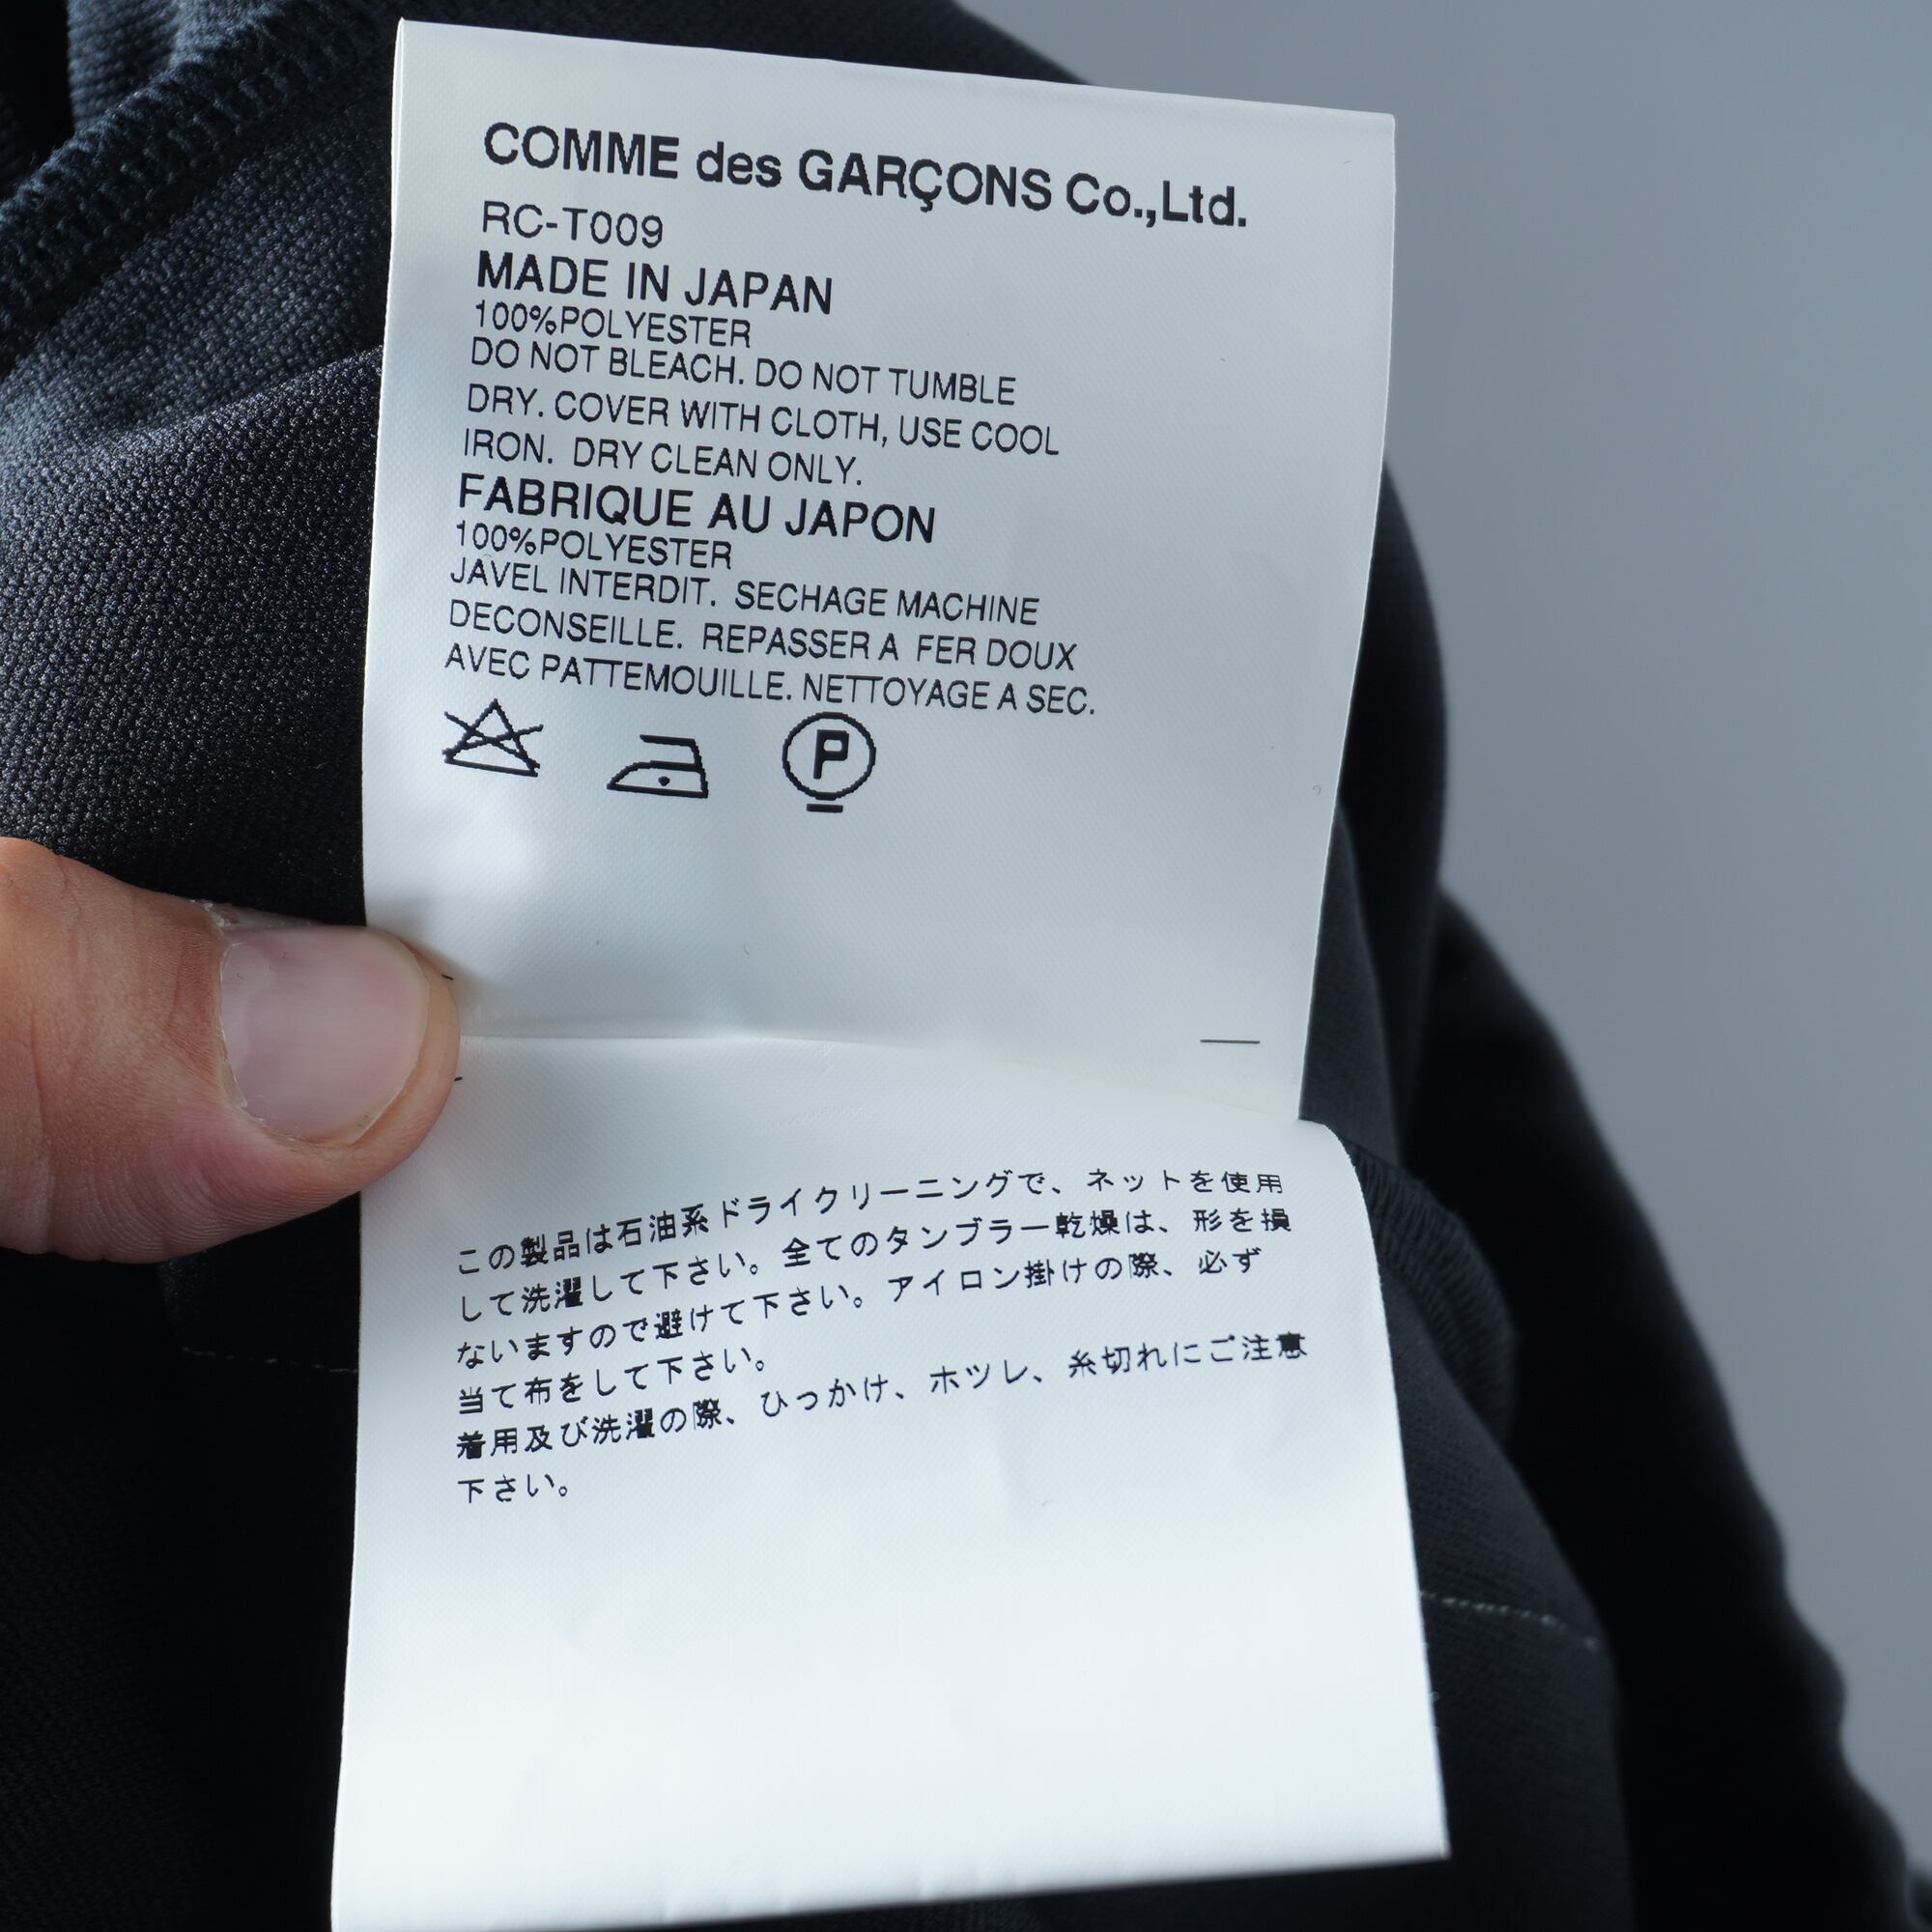 COMME des GARÇONS Co.,Ltd.
RC-T009
MADE IN JAPAN
100%POLYESTER
DO NOT BLEACH. DO NOT TUMBLE
DRY. COVER WITH CLOTH, USE COOL
IRON. DRY CLEAN ONLY.
FABRIQUE AU JAPON
100%POLYESTER
JAVEL INTERDIT. SECHAGE MACHINE
DECONSEILLE. REPASSER A FER DOUX
AVEC PATTEMOUILLE. NETTOYAGE A SEC.
P
この製品は石油系ドライクリーニングで、ネットを使用
して洗濯して下さい。全てのタンブラー乾燥は、形を損
ないますので避けて下さい。アイロン掛けの際、必ず
当て布をして下さい。
着用及び洗濯の際、ひっかけ、ホツレ、糸切れにご注意
下さい。